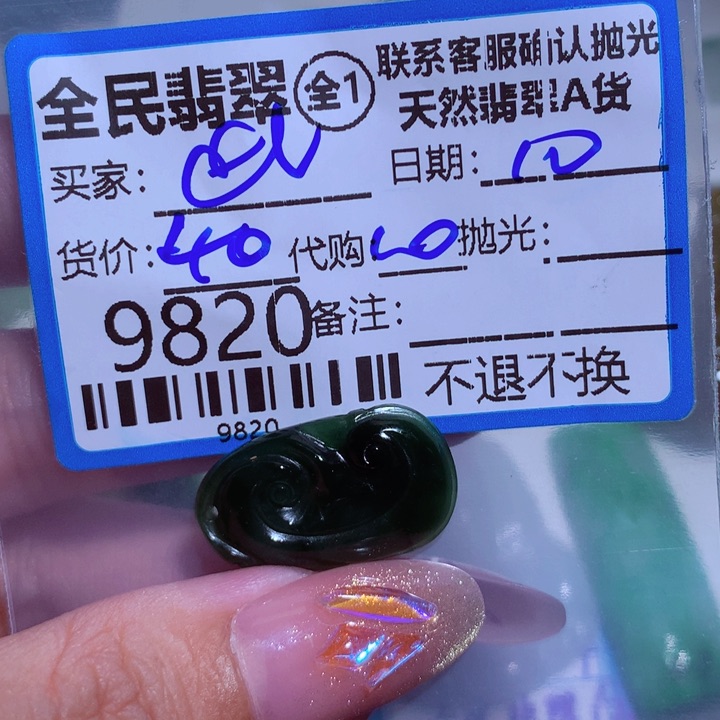 全民翡翠 全1
联系客服确认抛光
天然翡翠A货
买家:
日期: 10
货价: 40 代购: 20 抛光:
9820 备注:
不退不换
9820